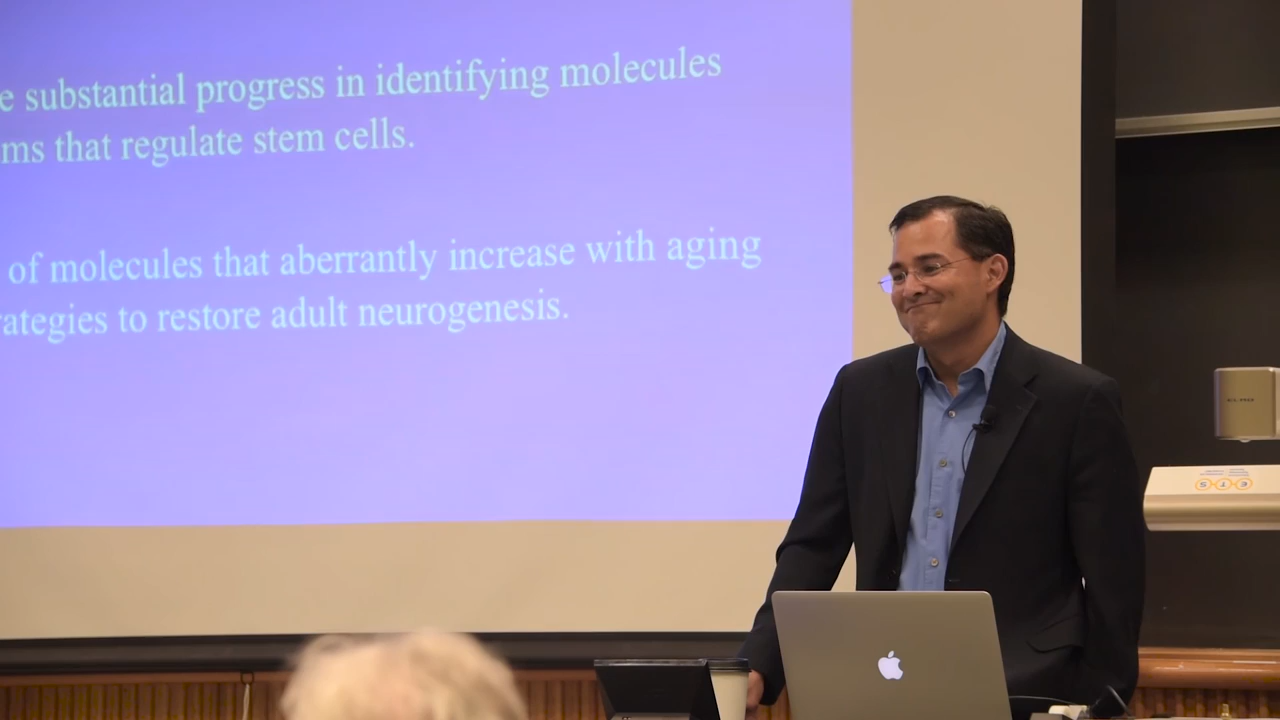 e substantial progress in identifying molecules
ms that regulate stem cells.
of molecules that aberrantly increase with aging
rategies to restore adult neurogenesis.
ETS